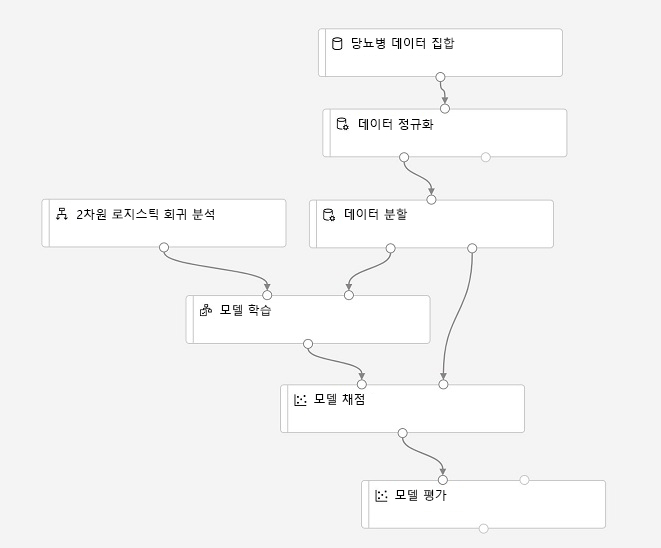 당뇨병 데이터 집합
데이터 정규화
2차원 로지스틱 회귀 분석
데이터 분할
모델 학습
모델 채점
모델 평가